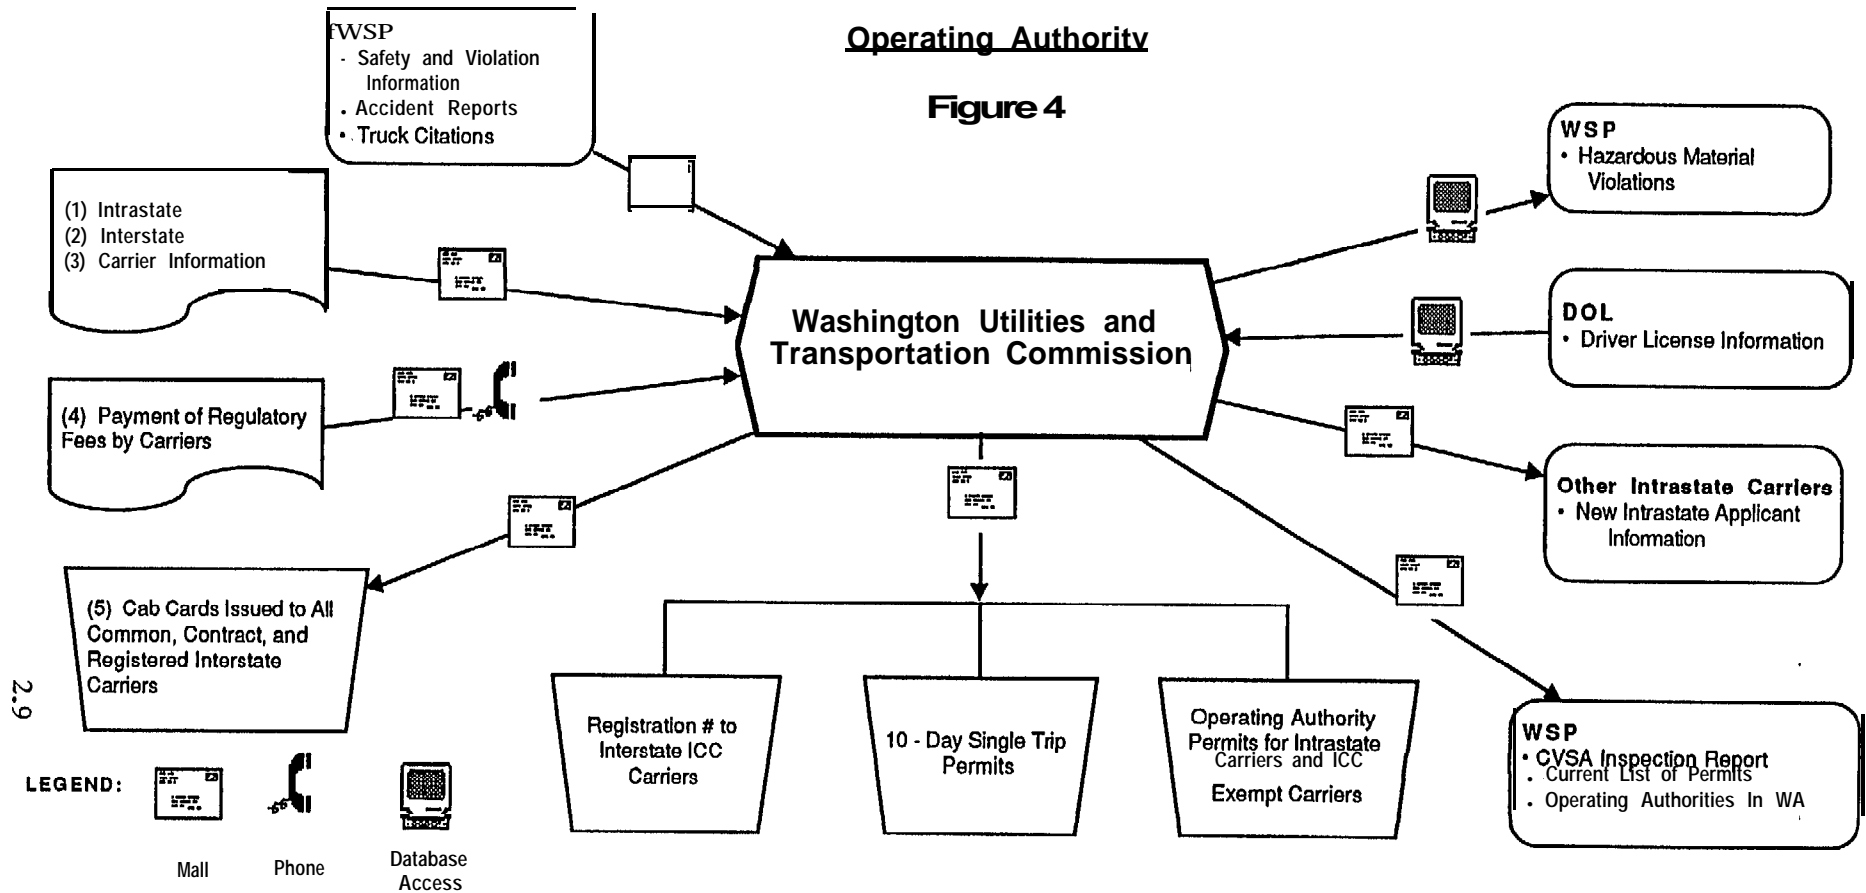 Operating Authority
Figure 4
fWSP
- Safety and Violation
Information
. Accident Reports
• Truck Citations
(1) Intrastate
(2) Interstate
(3) Carrier Information
(4) Payment of Regulatory
Fees by Carriers
Washington Utilities and
Transportation Commission
WSP
• Hazardous Material
Violations
DOL
• Driver License Information
Other Intrastate Carriers
• New Intrastate Applicant
Information
(5) Cab Cards Issued to All
Common, Contract, and
Registered Interstate
Carriers
Registration # to
Interstate ICC
Carriers
10 - Day Single Trip
Permits
Operating Authority
Permits for Intrastate
Carriers and ICC
Exempt Carriers
WSP
• CVSA Inspection Report
. Current List of Permits
. Operating Authorities In WA
2.9
LEGEND:
Mall
Phone
Database
Access